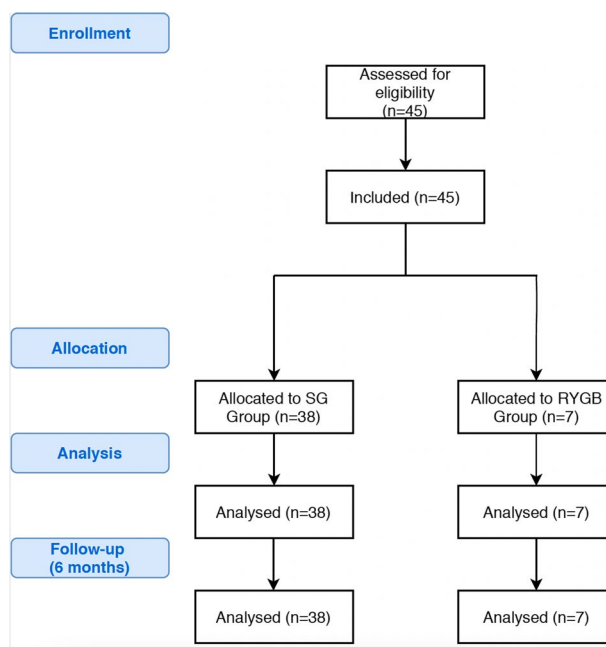 Enrollment
Assessed for
eligibility
(n=45)
Included (n=45)
Allocation
Allocated to SG
Group (n=38)
Allocated to RYGB
Group (n=7)
Analysis
Analysed (n=38)
Analysed (n=7)
Follow-up
(6 months)
Analysed (n=38)
Analysed (n=7)